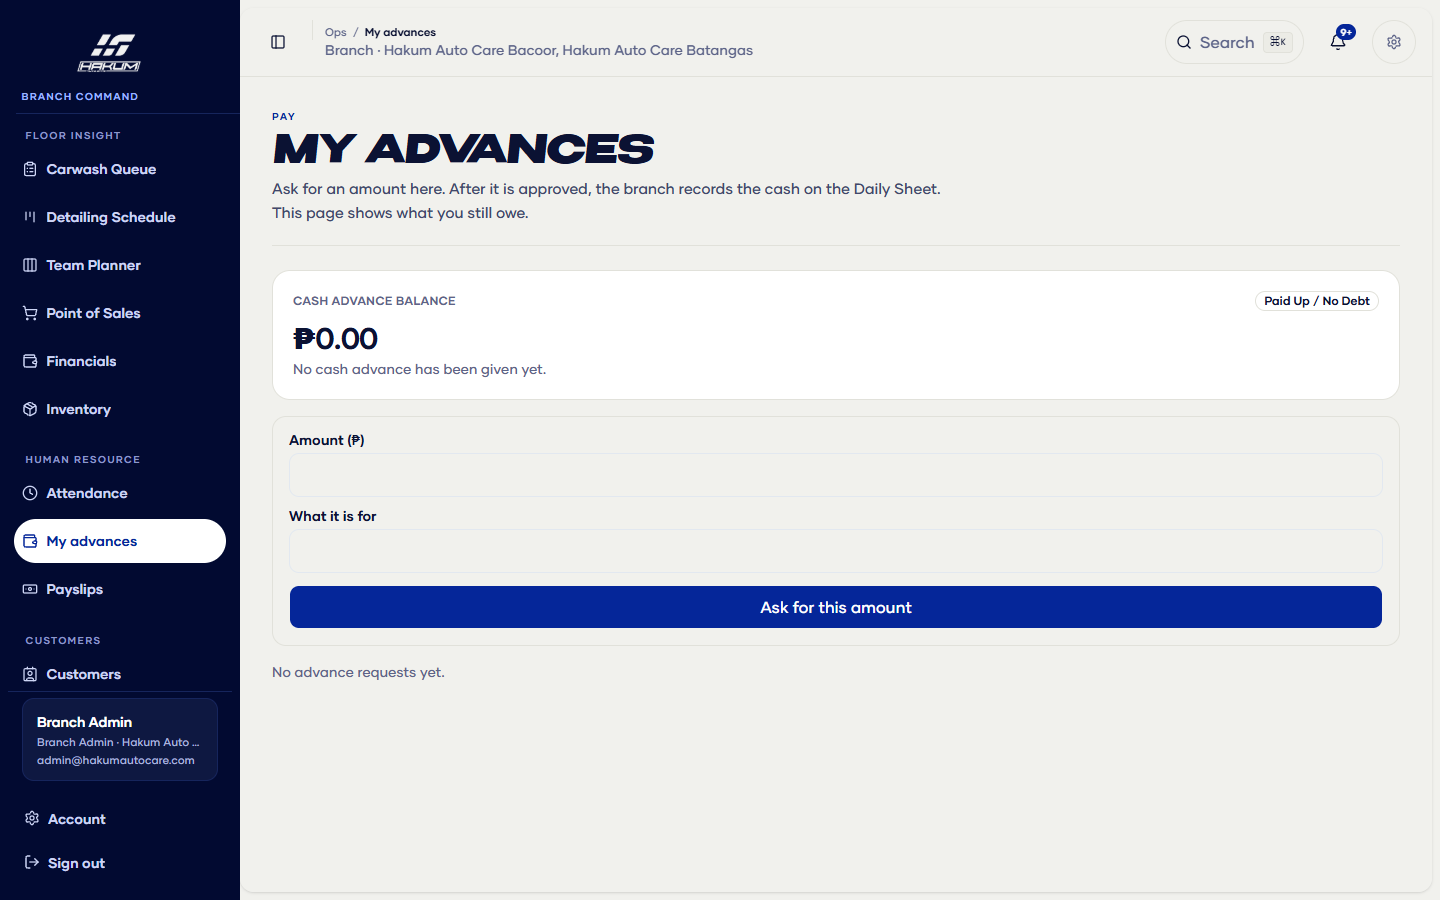 HAKUM
BRANCH COMMAND
FLOOR INSIGHT
Carwash Queue
Detailing Schedule
Team Planner
Point of Sales
Financials
Inventory
HUMAN RESOURCE
Attendance
My advances
Payslips
CUSTOMERS
Customers
Branch Admin
Branch Admin · Hakum Auto ...
admin@hakumautocare.com
Account
Sign out
Ops / My advances
Branch · Hakum Auto Care Bacoor, Hakum Auto Care Batangas
Search ⌘K
9+
PAY
MY ADVANCES
Ask for an amount here. After it is approved, the branch records the cash on the Daily Sheet.
This page shows what you still owe.
CASH ADVANCE BALANCE
Paid Up / No Debt
₱0.00
No cash advance has been given yet.
Amount (₱)
What it is for
Ask for this amount
No advance requests yet.